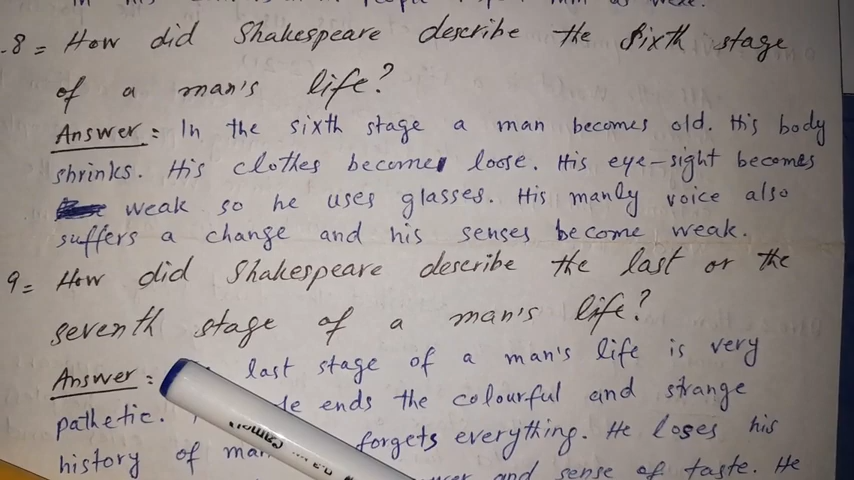 8 = How did Shakespeare describe the sixth stage
of a man's life?
Answer : In the sixth stage a man becomes old. His body
shrinks. His clothes become loose. His eye-sight becomes
weak so he uses glasses. His manly voice also
suffers a change and his senses become weak.
9 = How did Shakespeare describe the last or the
seventh stage of a man's life?
Answer : last stage of a man's life is very
pathetic. ends the colourful and strange
history of man forgets everything. He loses his
and sense of taste. He
camel